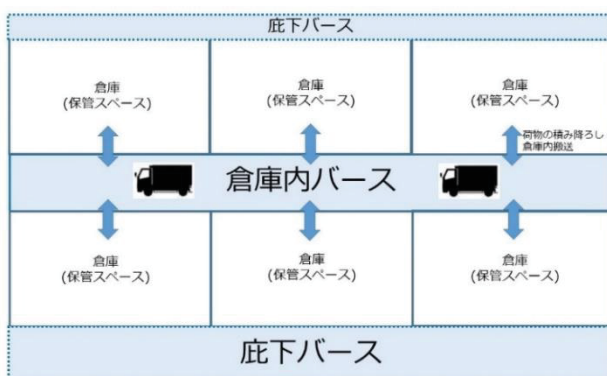 庇下バース
倉庫
(保管スペース)
倉庫
(保管スペース)
倉庫
(保管スペース)
荷物の積み降ろし
倉庫内搬送
倉庫内バース
倉庫
(保管スペース)
倉庫
(保管スペース)
倉庫
(保管スペース)
庇下バース